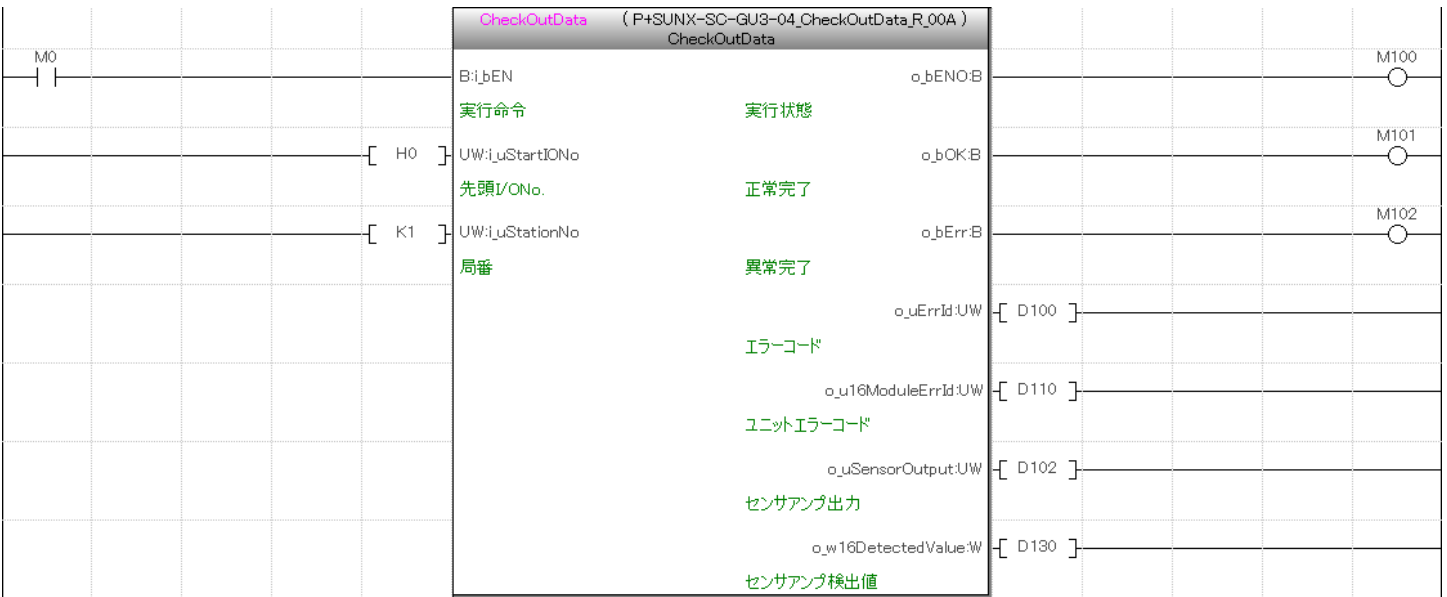 CheckOutData (P+SUNX-SC-GU3-04_CheckOutData_R_00A)
CheckOutData
M0 B:i_bEN o_bENO:B M100
実行命令 実行状態
H0 UW:i_uStartIONo o_bOK:B M101
先頭I/ONo. 正常完了
K1 UW:i_uStationNo o_bErr:B M102
局番 異常完了
o_uErrId:UW D100
エラーコード
o_u16ModuleErrId:UW D110
ユニットエラーコード
o_uSensorOutput:UW D102
センサアンプ出力
o_w16DetectedValue:W D130
センサアンプ検出値